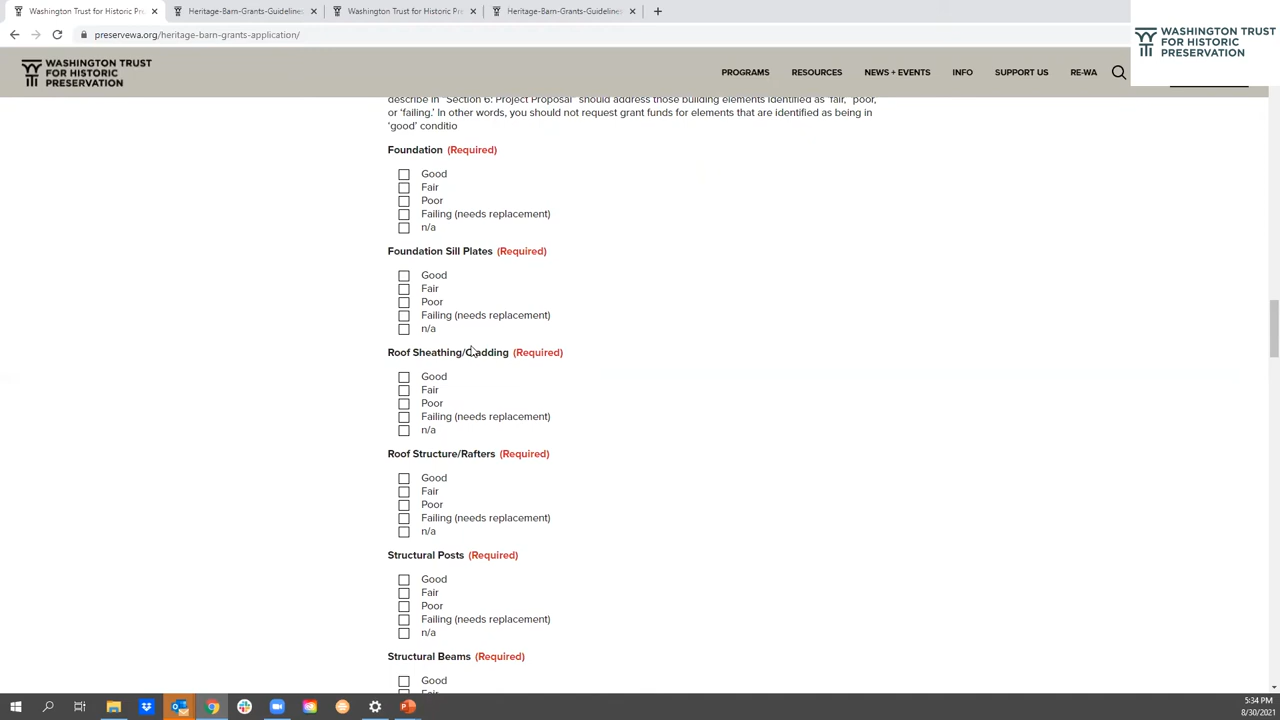 Washington Trust for Historic Pre
Heritage-Barn-Grants-Guidelines
Washington Trust for Historic Pre
Heritage-Barn-Grants-Guidelines
preservewa.org/heritage-barn-grants-application/
WASHINGTON TRUST
FOR HISTORIC
PRESERVATION
PROGRAMS
RESOURCES
NEWS + EVENTS
INFO
SUPPORT US
RE-WA
WASHINGTON TRUST
FOR HISTORIC
PRESERVATION
describe in "Section 6: Project Proposal" should address those building elements identified as 'fair,' 'poor,'
or 'failing.' In other words, you should not request grant funds for elements that are identified as being in
'good' conditio
Foundation (Required)
Good
Fair
Poor
Failing (needs replacement)
n/a
Foundation Sill Plates (Required)
Good
Fair
Poor
Failing (needs replacement)
n/a
Roof Sheathing/Cladding (Required)
Good
Fair
Poor
Failing (needs replacement)
n/a
Roof Structure/Rafters (Required)
Good
Fair
Poor
Failing (needs replacement)
n/a
Structural Posts (Required)
Good
Fair
Poor
Failing (needs replacement)
n/a
Structural Beams (Required)
Good
Fair
5:34 PM
8/30/2021